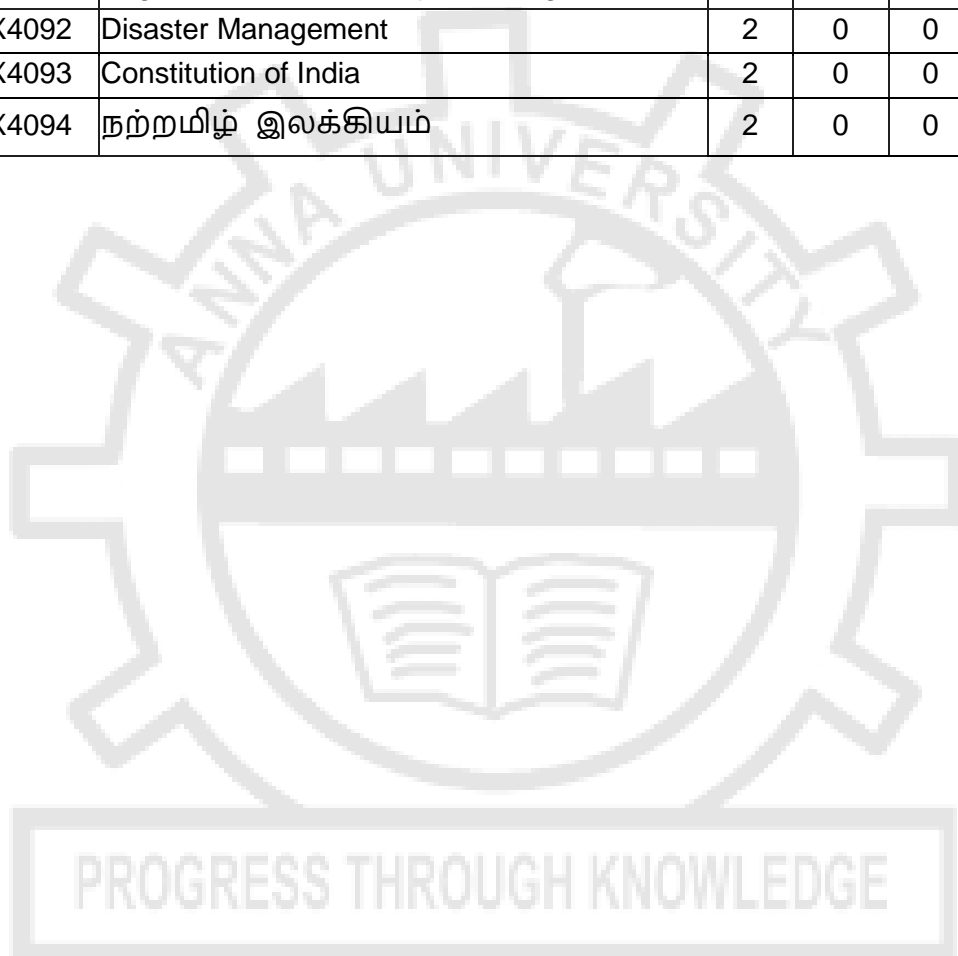 X4092 Disaster Management 2 0 0
X4093 Constitution of India 2 0 0
X4094 நற்றமிழ் இலக்கியம் 2 0 0
ANNA UNIVERSITY
PROGRESS THROUGH KNOWLEDGE